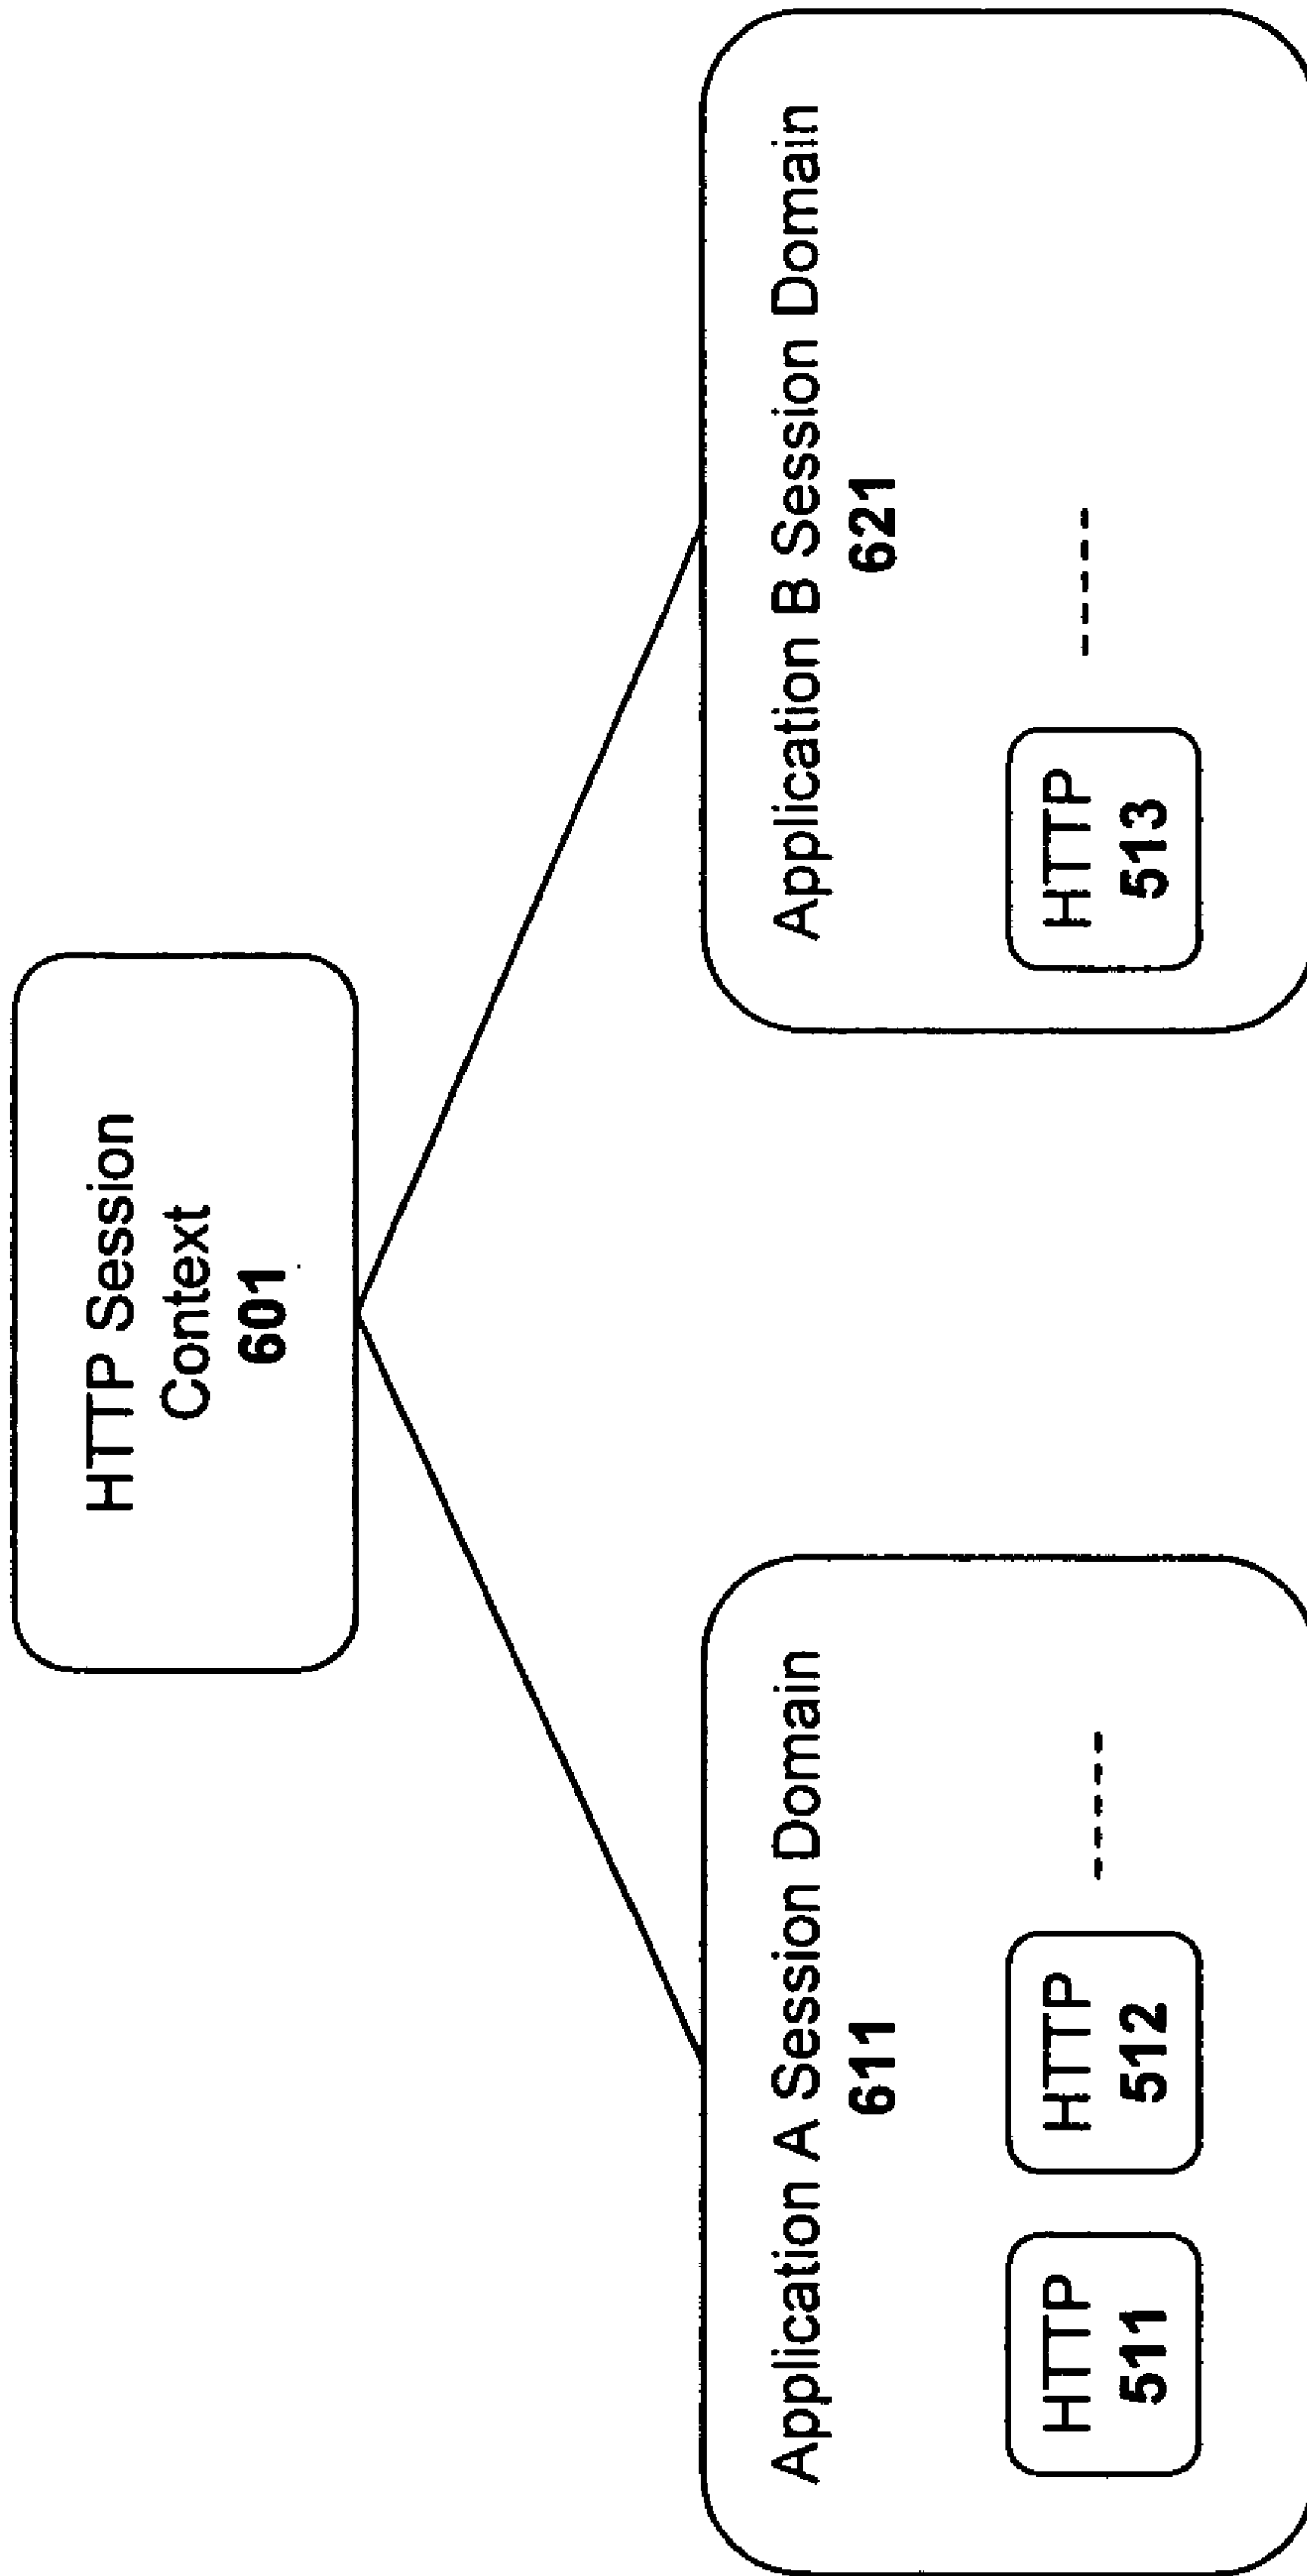 HTTP Session
Context
601
Application A Session Domain
611
HTTP
511
HTTP
512
Application B Session Domain
621
HTTP
513